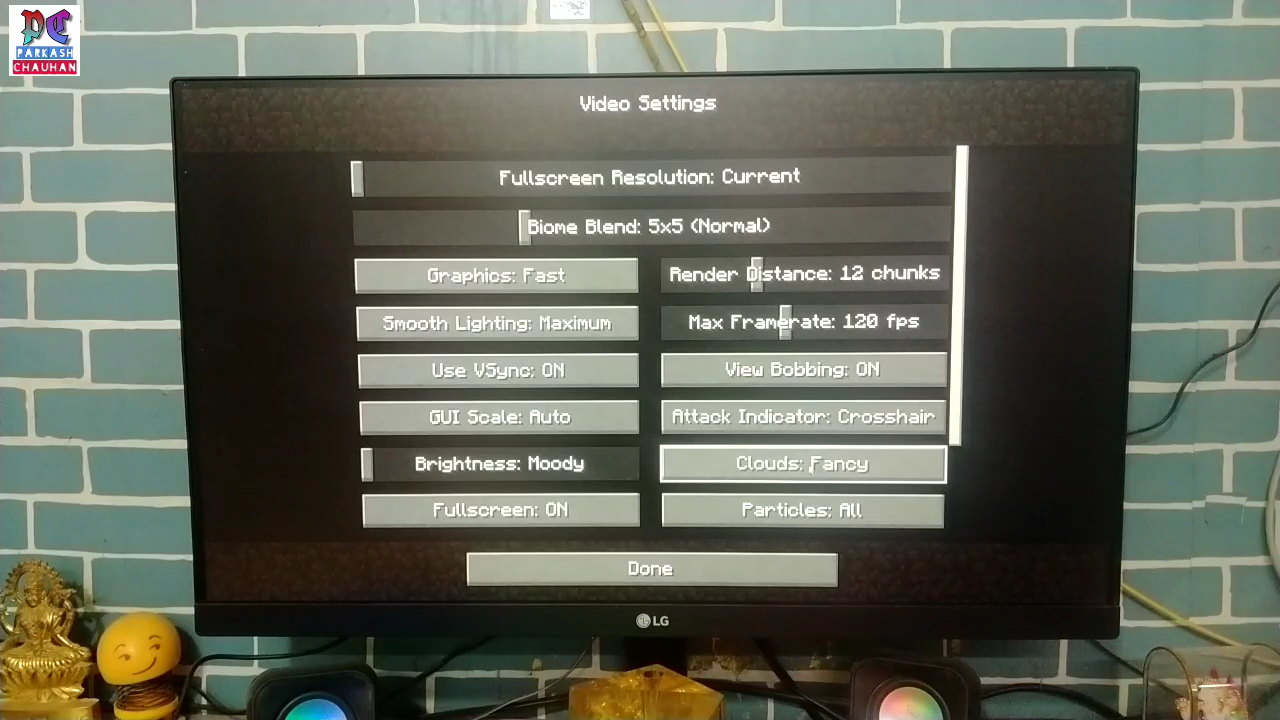 PC
PARKASH
CHAUHAN
Video Settings
Fullscreen Resolution: Current
Biome Blend: 5x5 (Normal)
Graphics: Fast
Render Distance: 12 chunks
Smooth Lighting: Maximum
Max Framerate: 120 fps
Use VSync: ON
View Bobbing: ON
GUI Scale: Auto
Attack Indicator: Crosshair
Brightness: Moody
Clouds: Fancy
Fullscreen: ON
Particles: All
Done
LG